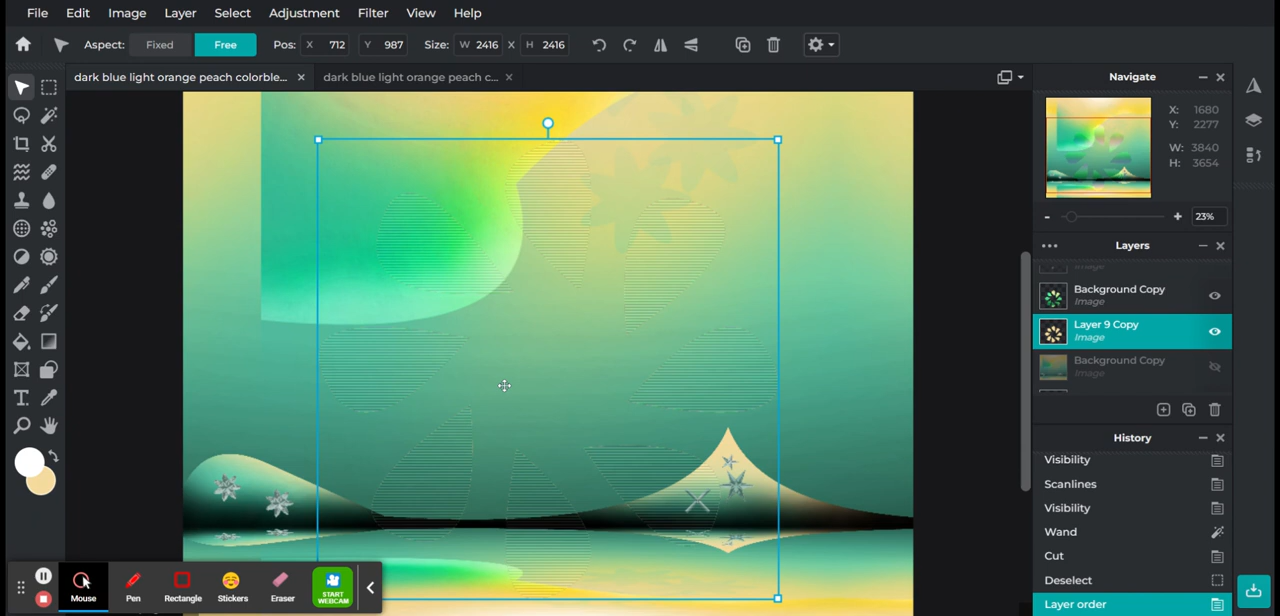 File Edit Image Layer Select Adjustment Filter View Help
Aspect: Fixed Free Pos: X 712 Y 987 Size: W 2416 X H 2416
dark blue light orange peach colorble... × dark blue light orange peach c... ×
Navigate
X: 1680
Y: 2277
W: 3840
H: 3654
- + 23%
Layers
Image
Background Copy
Image
Layer 9 Copy
Image
Background Copy
Image
History
Visibility
Scanlines
Visibility
Wand
Cut
Deselect
Layer order
Mouse Pen Rectangle Stickers Eraser START WEBCAM